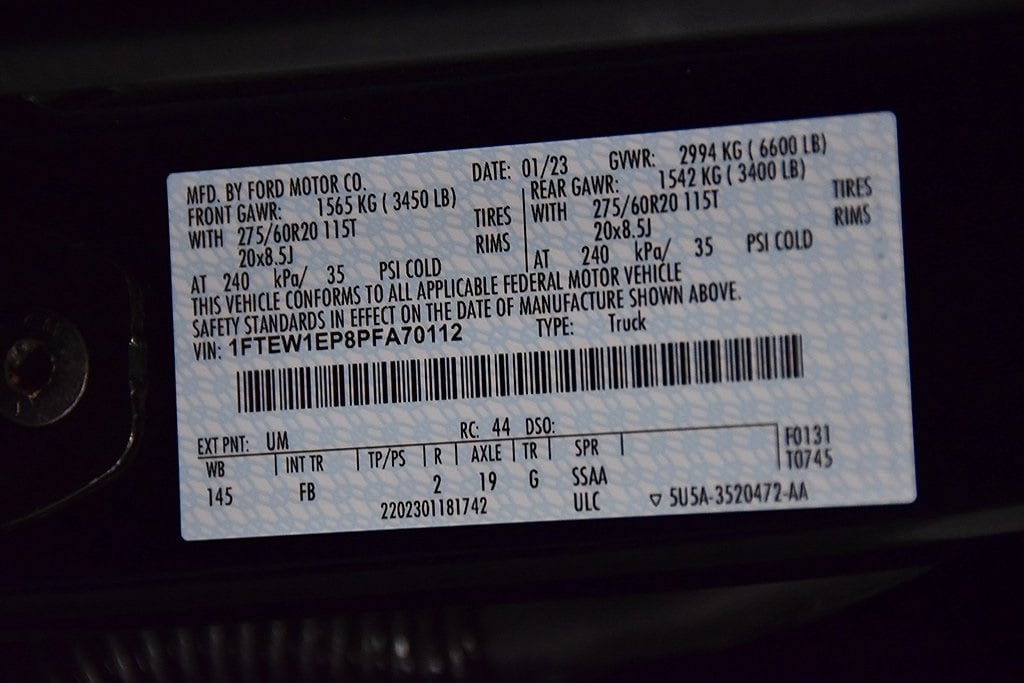 MFD. BY FORD MOTOR CO. DATE: 01/23 GVWR: 2994 KG ( 6600 LB)
FRONT GAWR: 1565 KG ( 3450 LB) REAR GAWR: 1542 KG ( 3400 LB)
WITH 275/60R20 115T TIRES WITH 275/60R20 115T TIRES
20x8.5J RIMS 20x8.5J RIMS
AT 240 kPa/ 35 PSI COLD AT 240 kPa/ 35 PSI COLD
THIS VEHICLE CONFORMS TO ALL APPLICABLE FEDERAL MOTOR VEHICLE
SAFETY STANDARDS IN EFFECT ON THE DATE OF MANUFACTURE SHOWN ABOVE.
VIN: 1FTEW1EP8PFA70112 TYPE: Truck
EXT PNT: UM RC: 44 DSO:
WB INT TR TP/PS R AXLE TR SPR F0131
145 FB 2 19 G SSAA T0745
2202301181742 ULC ▽ 5U5A-3520472-AA